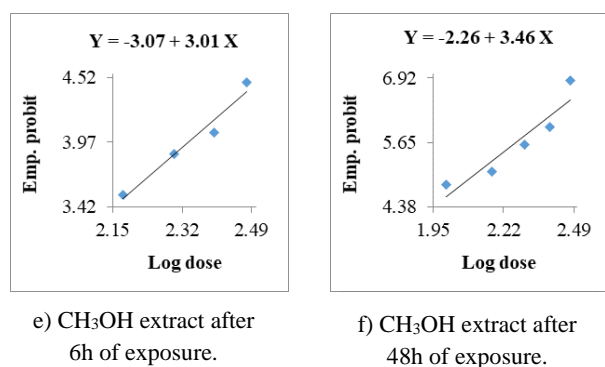 Y = -3.07 + 3.01 X
Emp. probit
4.52
3.97
3.42
2.15 2.32 2.49
Log dose
e) CH₃OH extract after
6h of exposure.
Y = -2.26 + 3.46 X
Emp. probit
6.92
5.65
4.38
1.95 2.22 2.49
Log dose
f) CH₃OH extract after
48h of exposure.